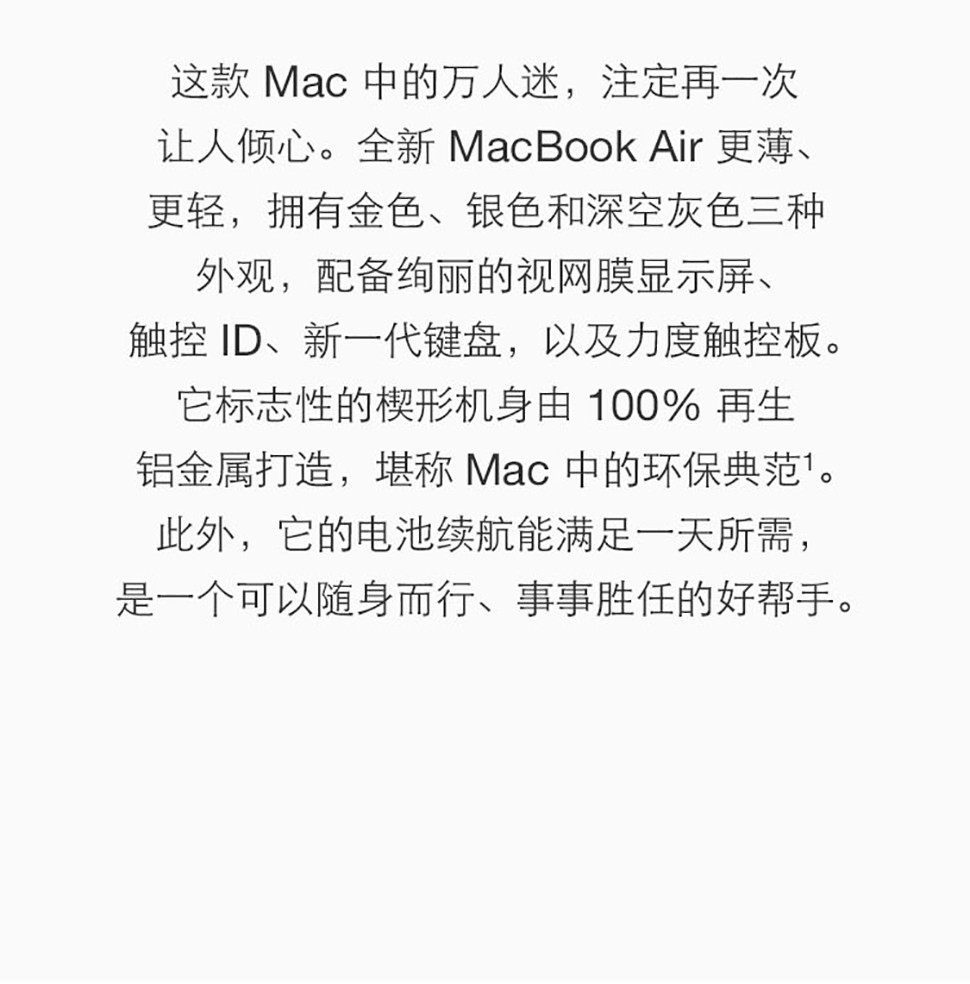 这款 Mac 中的万人迷，注定再一次
让人倾心。全新 MacBook Air 更薄、
更轻，拥有金色、银色和深空灰色三种
外观，配备绚丽的视网膜显示屏、
触控 ID、新一代键盘，以及力度触控板。
它标志性的楔形机身由 100% 再生
铝金属打造，堪称 Mac 中的环保典范¹。
此外，它的电池续航能满足一天所需，
是一个可以随身而行、事事胜任的好帮手。